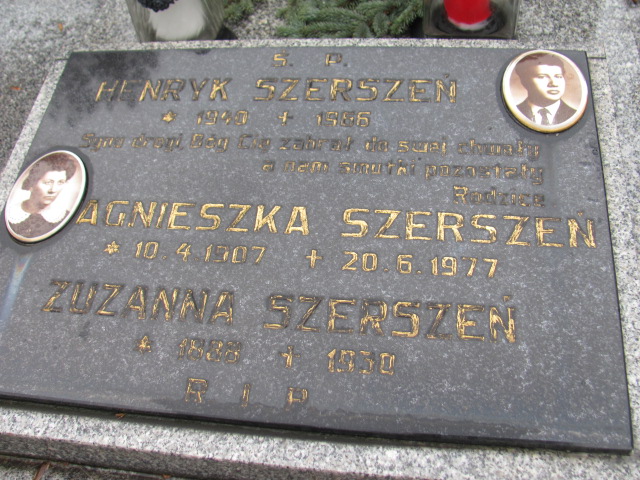 Ś. P.
HENRYK SZERSZEŃ
* 1940 + 1986
Synu drogi, Bóg Cię zabrał do swej chwały
a nam smutki pozostały
Rodzice
AGNIESZKA SZERSZEŃ
* 10.4.1907 + 20.6.1977
ZUZANNA SZERSZEŃ
* 1888 + 1930
R I P